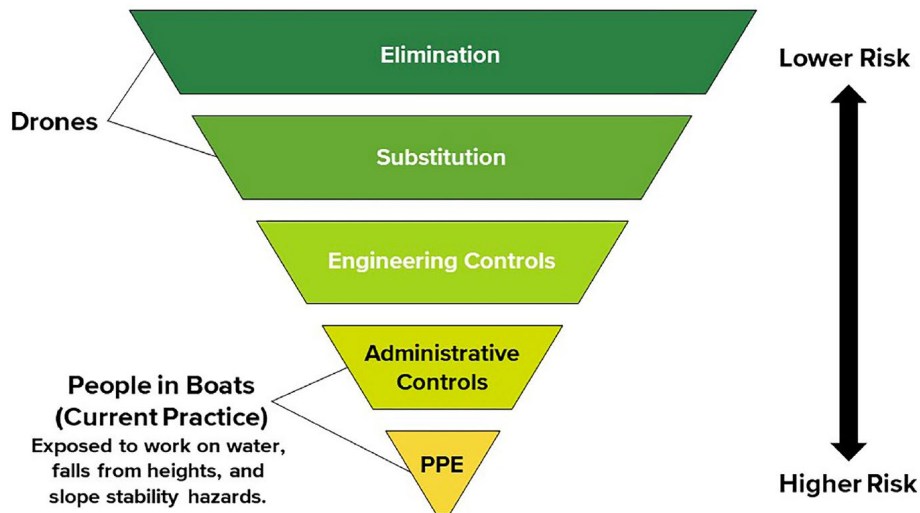 Elimination
Lower Risk
Drones
Substitution
Engineering Controls
Administrative
Controls
People in Boats
(Current Practice)
Exposed to work on water,
falls from heights, and
slope stability hazards.
PPE
Higher Risk